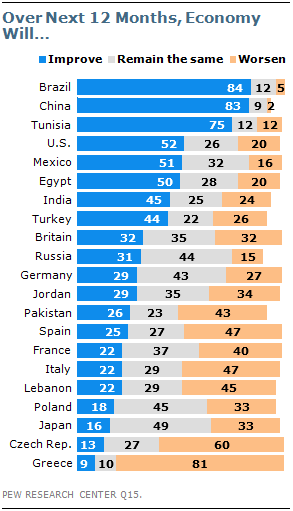 Over Next 12 Months, Economy
Will...
Improve Remain the same Worsen
Brazil 84 12 5
China 83 9 2
Tunisia 75 12 12
U.S. 52 26 20
Mexico 51 32 16
Egypt 50 28 20
India 45 25 24
Turkey 44 22 26
Britain 32 35 32
Russia 31 44 15
Germany 29 43 27
Jordan 29 35 34
Pakistan 26 23 43
Spain 25 27 47
France 22 37 40
Italy 22 29 47
Lebanon 22 29 45
Poland 18 45 33
Japan 16 49 33
Czech Rep. 13 27 60
Greece 9 10 81
PEW RESEARCH CENTER Q15.